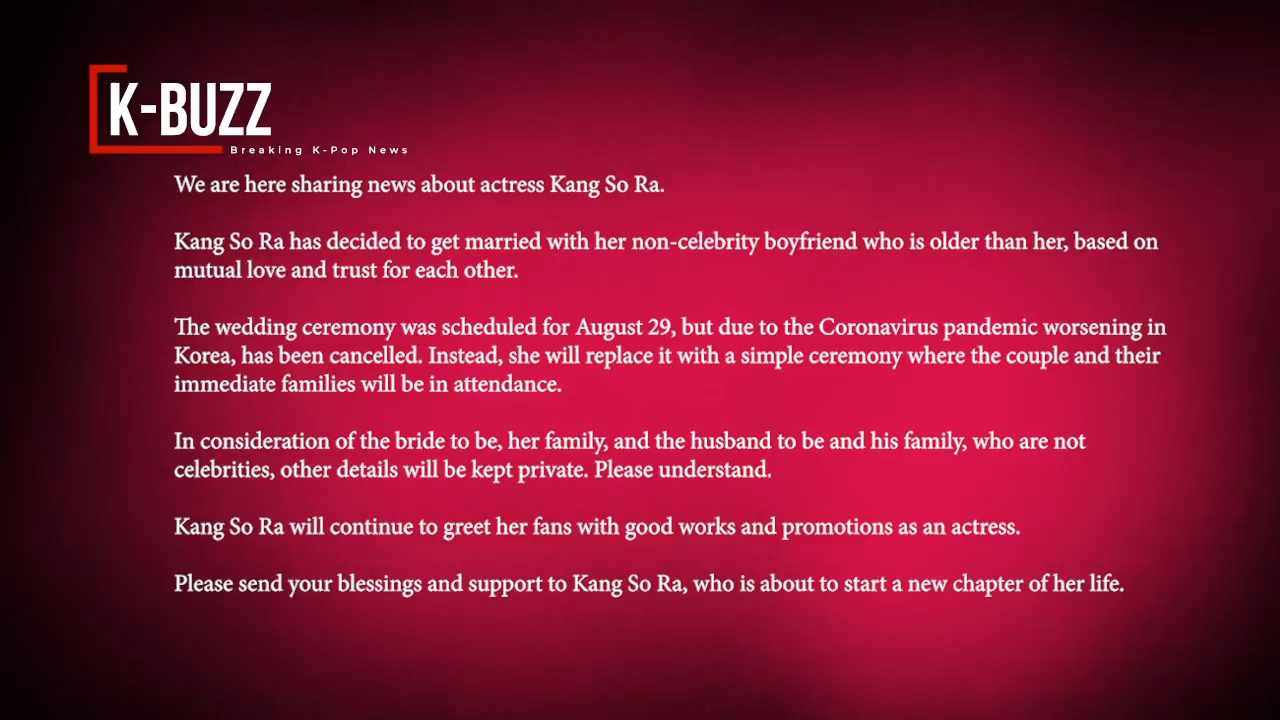 K-BUZZ
Breaking K-Pop News
We are here sharing news about actress Kang So Ra.
Kang So Ra has decided to get married with her non-celebrity boyfriend who is older than her, based on
mutual love and trust for each other.
The wedding ceremony was scheduled for August 29, but due to the Coronavirus pandemic worsening in
Korea, has been cancelled. Instead, she will replace it with a simple ceremony where the couple and their
immediate families will be in attendance.
In consideration of the bride to be, her family, and the husband to be and his family, who are not
celebrities, other details will be kept private. Please understand.
Kang So Ra will continue to greet her fans with good works and promotions as an actress.
Please send your blessings and support to Kang So Ra, who is about to start a new chapter of her life.